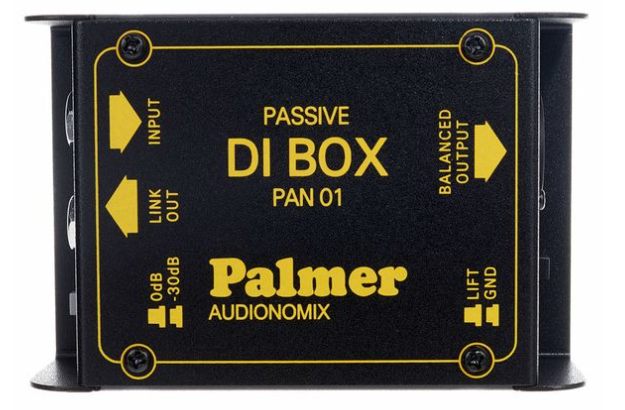 PASSIVE
DI BOX
PAN 01
INPUT
LINK
OUT
BALANCED
OUTPUT
0dB
-30dB
Palmer
AUDIONOMIX
LIFT
GND